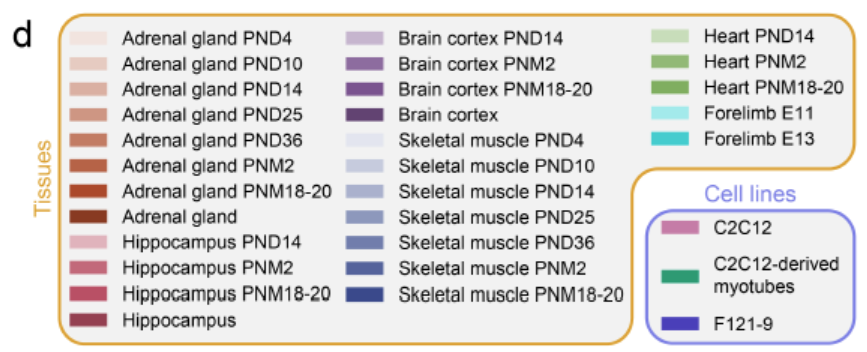 d
Tissues
Adrenal gland PND4
Adrenal gland PND10
Adrenal gland PND14
Adrenal gland PND25
Adrenal gland PND36
Adrenal gland PNM2
Adrenal gland PNM18-20
Adrenal gland
Hippocampus PND14
Hippocampus PNM2
Hippocampus PNM18-20
Hippocampus
Brain cortex PND14
Brain cortex PNM2
Brain cortex PNM18-20
Brain cortex
Skeletal muscle PND4
Skeletal muscle PND10
Skeletal muscle PND14
Skeletal muscle PND25
Skeletal muscle PND36
Skeletal muscle PNM2
Skeletal muscle PNM18-20
Heart PND14
Heart PNM2
Heart PNM18-20
Forelimb E11
Forelimb E13
Cell lines
C2C12
C2C12-derived
myotubes
F121-9